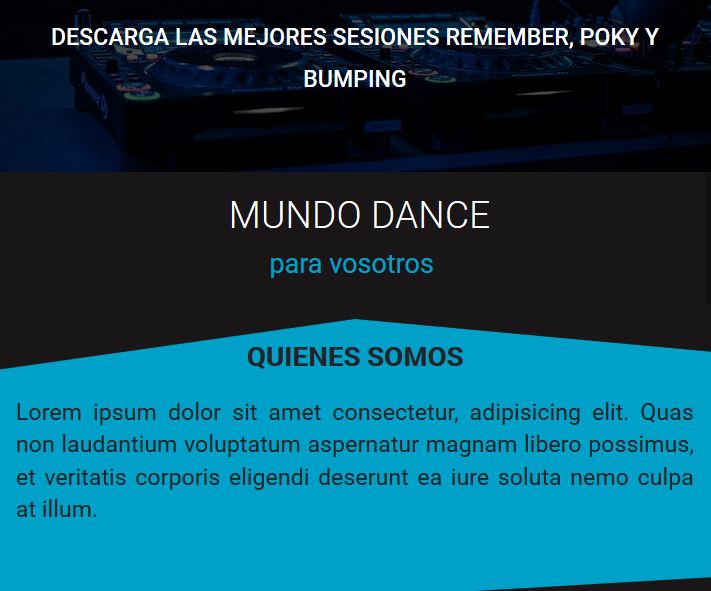 DESCARGA LAS MEJORES SESIONES REMEMBER, POKY Y
BUMPING
Pioneer Dj
MUNDO DANCE
para vosotros
QUIENES SOMOS
Lorem ipsum dolor sit amet consectetur, adipisicing elit. Quas
non laudantium voluptatum aspernatur magnam libero possimus,
et veritatis corporis eligendi deserunt ea iure soluta nemo culpa
at illum.